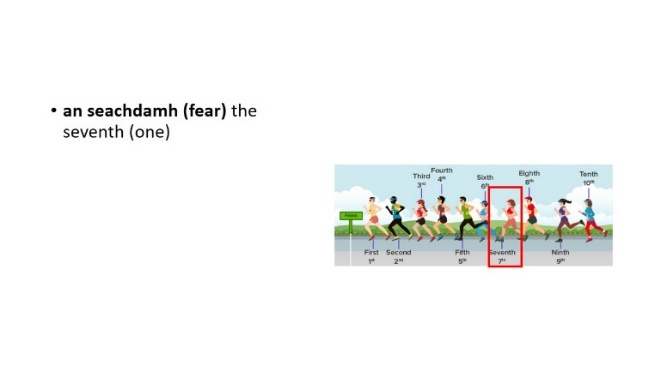 • an seachdamh (fear) the
seventh (one)
Third
3rd
Fourth
4th
Sixth
6th
Eighth
8th
Tenth
10th
Finish
First
1st
Second
2nd
Fifth
5th
Seventh
7th
Ninth
9th